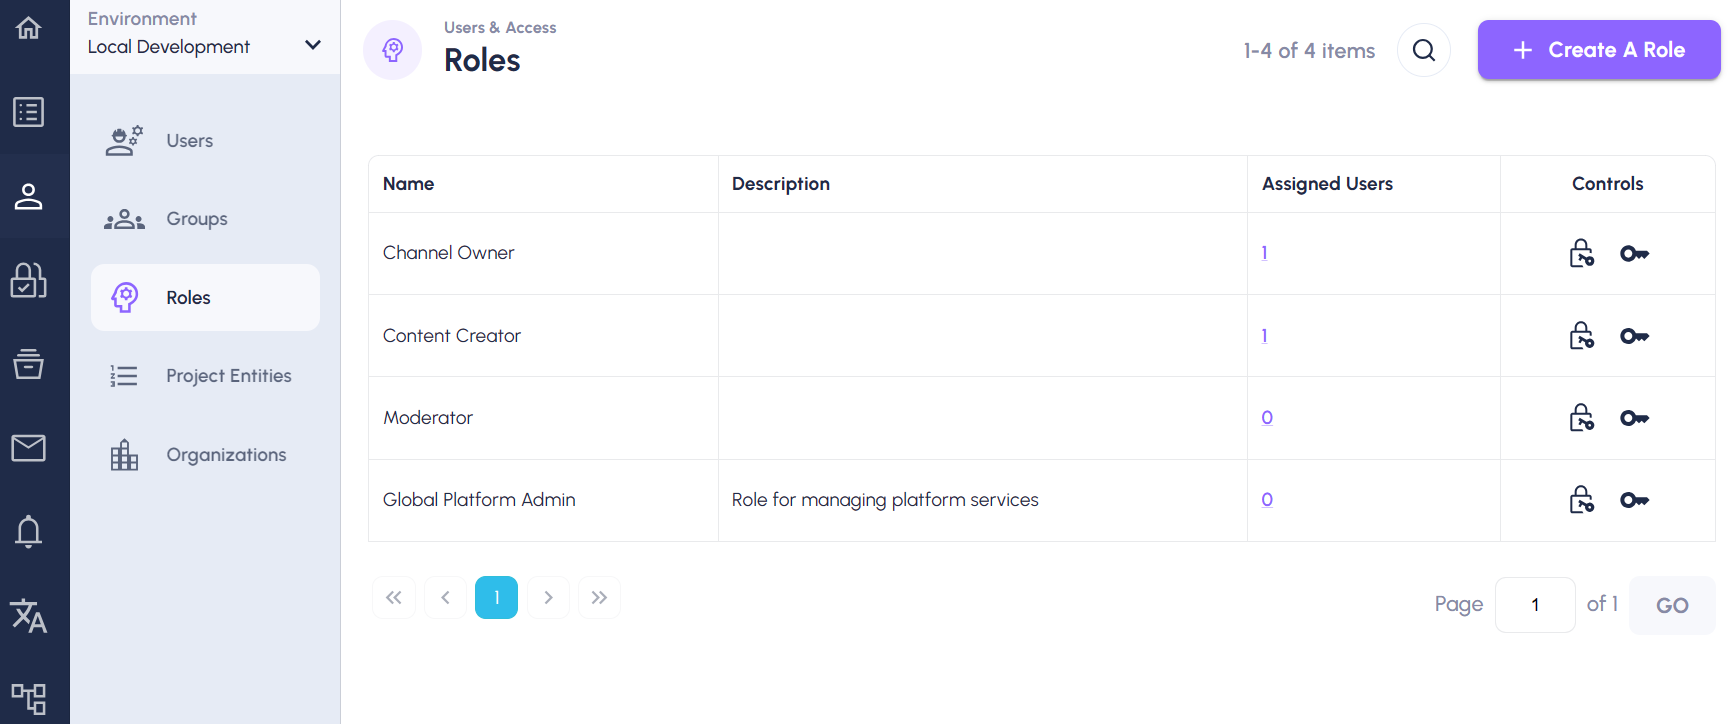 Environment
Local Development
Users
Groups
Roles
Project Entities
Organizations
Users & Access
Roles
1-4 of 4 items
Create A Role
Name Description Assigned Users Controls
Channel Owner 1
Content Creator 1
Moderator 0
Global Platform Admin Role for managing platform services 0
1
Page 1 of 1 GO